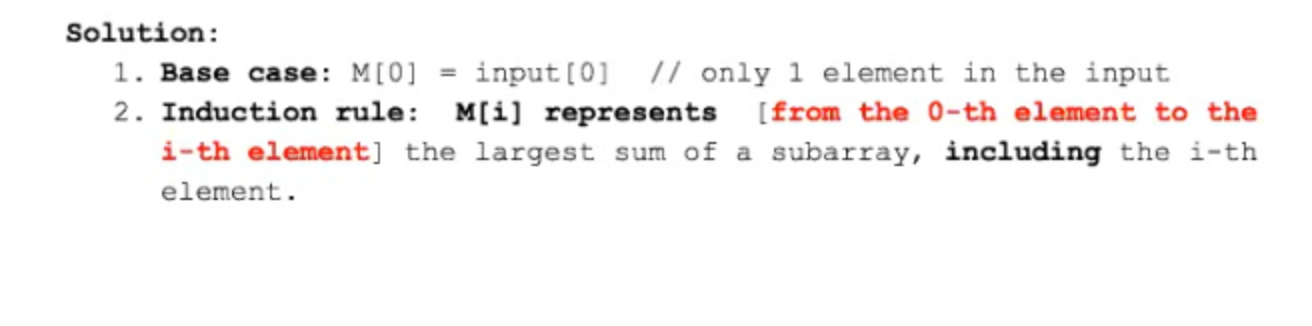 Solution:
1. Base case: M[0] = input[0]  // only 1 element in the input
2. Induction rule:  M[i] represents  [from the 0-th element to the
i-th element] the largest sum of a subarray, including the i-th
element.